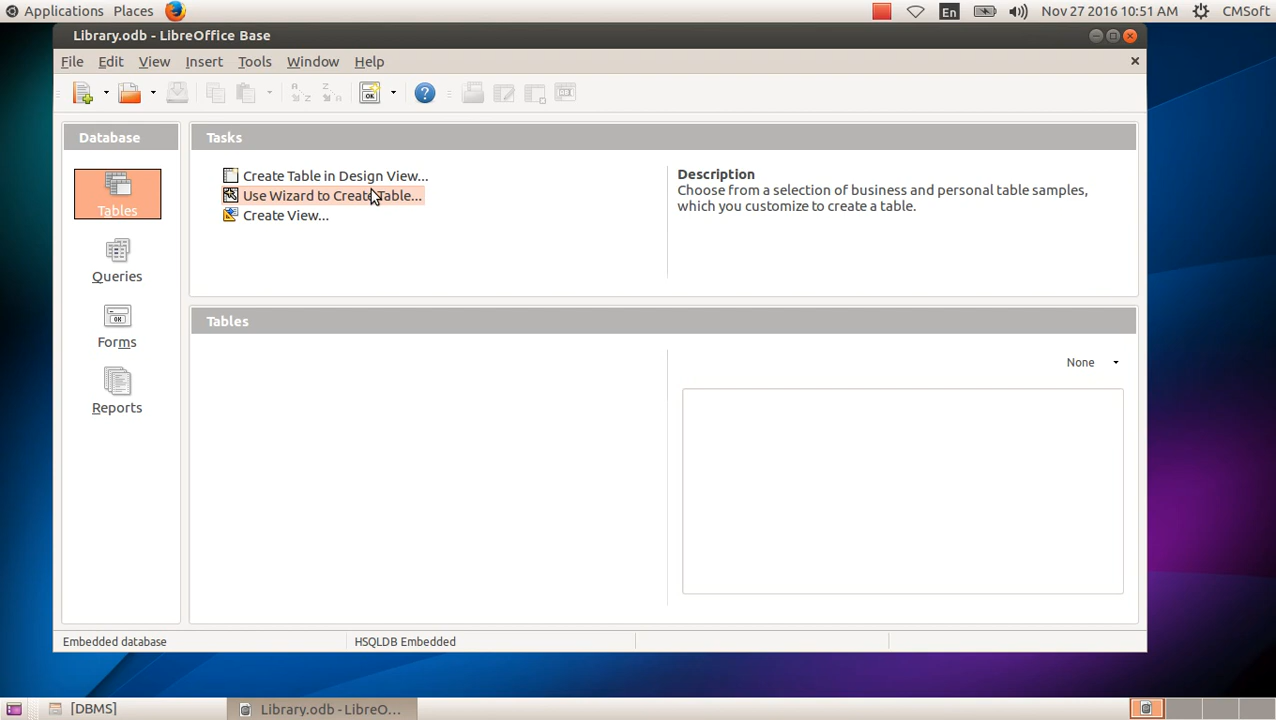 Applications Places En Nov 27 2016 10:51 AM CMSoft
Library.odb - LibreOffice Base
File Edit View Insert Tools Window Help
Database
Tables
Queries
Forms
Reports
Tasks
Create Table in Design View...
Use Wizard to Create Table...
Create View...
Description
Choose from a selection of business and personal table samples,
which you customize to create a table.
Tables
None
Embedded database HSQLDB Embedded
[DBMS] Library.odb - LibreO...